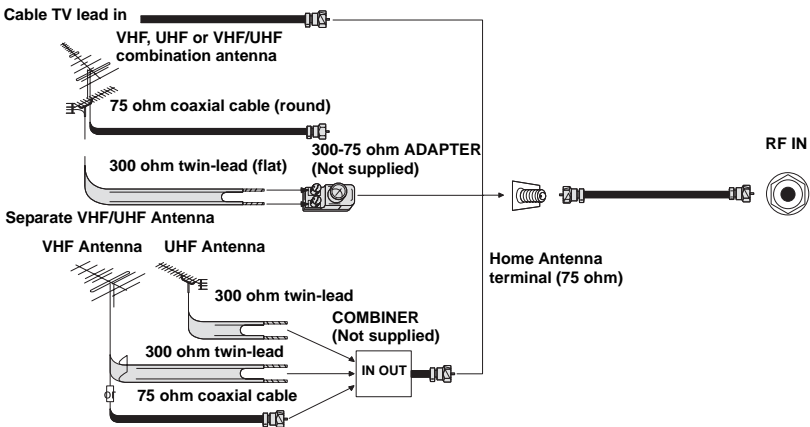 Cable TV lead in
VHF, UHF or VHF/UHF
combination antenna
75 ohm coaxial cable (round)
300-75 ohm ADAPTER
(Not supplied)
300 ohm twin-lead (flat)
RF IN
Separate VHF/UHF Antenna
VHF Antenna
UHF Antenna
Home Antenna
terminal (75 ohm)
300 ohm twin-lead
COMBINER
(Not supplied)
300 ohm twin-lead
IN OUT
or
75 ohm coaxial cable